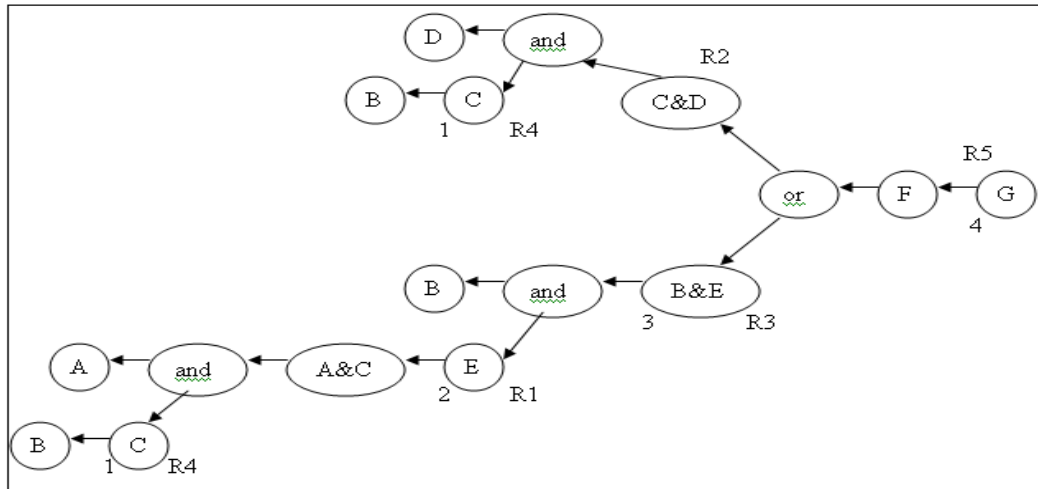 D and
R2
B C C&D
1 R4
R5
or F G
4
B and B&E
3 R3
A and A&C E
2 R1
B C
1 R4